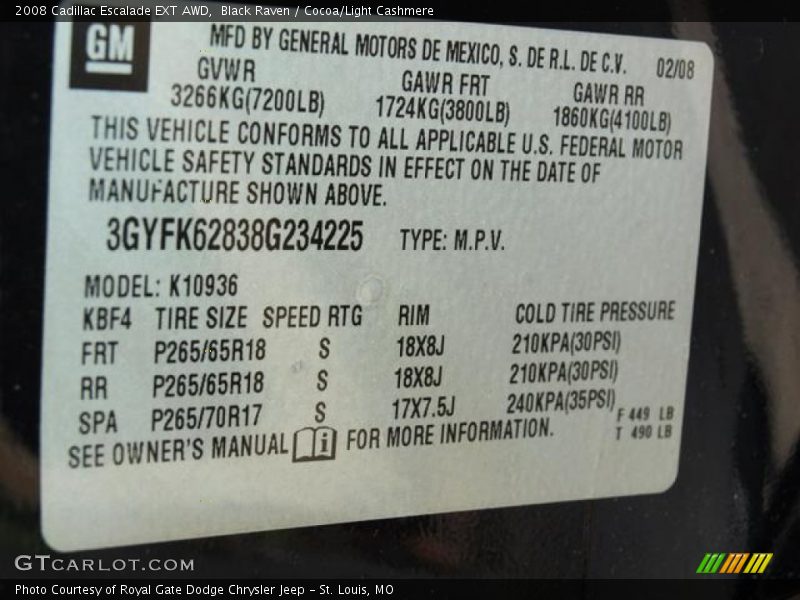 2008 Cadillac Escalade EXT AWD,  Black Raven / Cocoa/Light Cashmere
GM
MFD BY GENERAL MOTORS DE MEXICO, S. DE R.L. DE C.V. 02/08
GVWR GAWR FRT GAWR RR
3266KG(7200LB) 1724KG(3800LB) 1860KG(4100LB)
THIS VEHICLE CONFORMS TO ALL APPLICABLE U.S. FEDERAL MOTOR
VEHICLE SAFETY STANDARDS IN EFFECT ON THE DATE OF
MANUFACTURE SHOWN ABOVE.
3GYFK62838G234225 TYPE: M.P.V.
MODEL: K10936
KBF4 TIRE SIZE SPEED RTG RIM COLD TIRE PRESSURE
FRT P265/65R18 S 18X8J 210KPA(30PSI)
RR P265/65R18 S 18X8J 210KPA(30PSI)
SPA P265/70R17 S 17X7.5J 240KPA(35PSI)
F 449 LB
T 490 LB
SEE OWNER'S MANUAL i FOR MORE INFORMATION.
GTCARLOT.COM
Photo Courtesy of Royal Gate Dodge Chrysler Jeep – St. Louis, MO